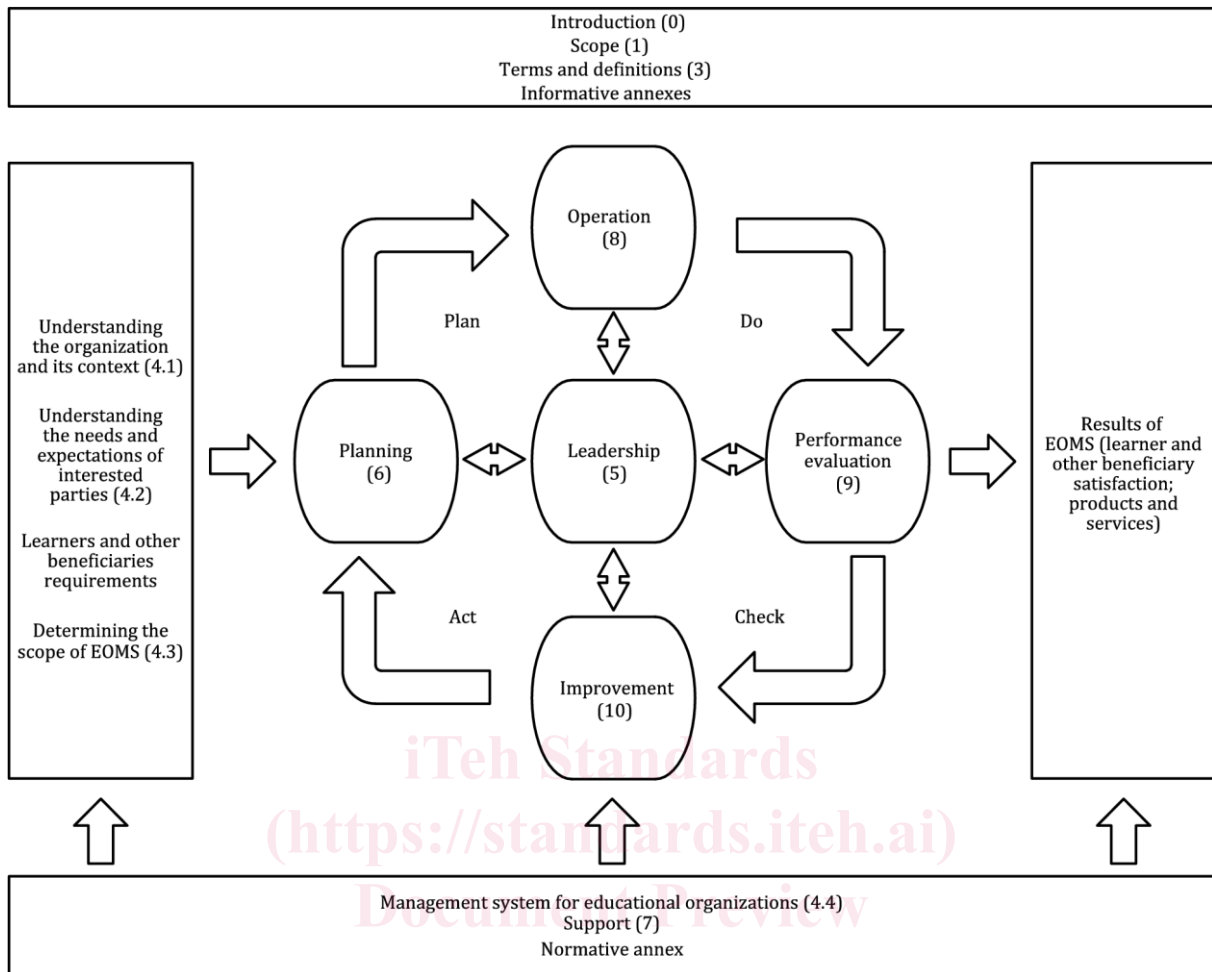 Introduction (0)
Scope (1)
Terms and definitions (3)
Informative annexes
Understanding
the organization
and its context (4.1)
Understanding
the needs and
expectations of
interested
parties (4.2)
Learners and other
beneficiaries
requirements
Determining the
scope of EOMS (4.3)
Operation
(8)
Plan
Do
Planning
(6)
Leadership
(5)
Performance
evaluation
(9)
Act
Check
Improvement
(10)
Results of
EOMS (learner and
other beneficiary
satisfaction;
products and
services)
iTeh Standards
(https://standards.iteh.ai)
Document Preview
Management system for educational organizations (4.4)
Support (7)
Normative annex